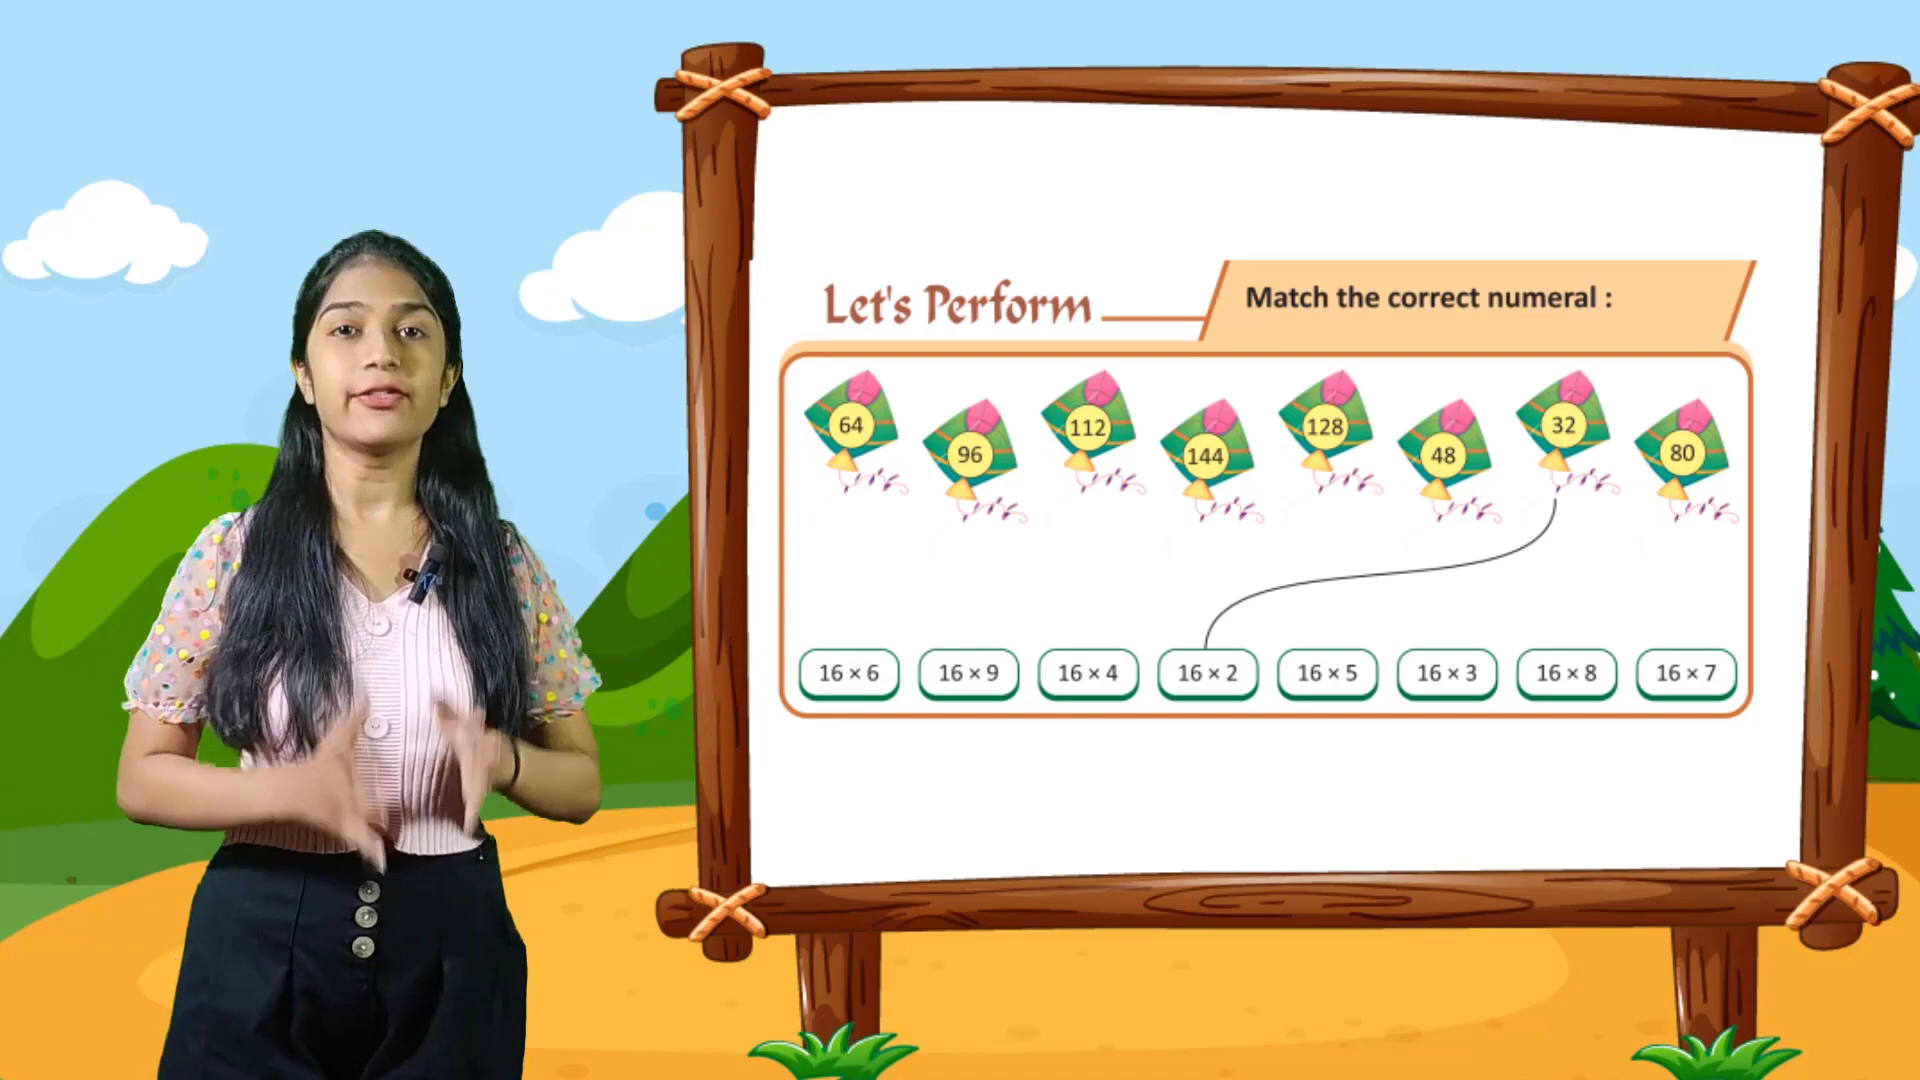 Let's Perform
Match the correct numeral :
64 96 112 144 128 48 32 80
16 × 6 16 × 9 16 × 4 16 × 2 16 × 5 16 × 3 16 × 8 16 × 7